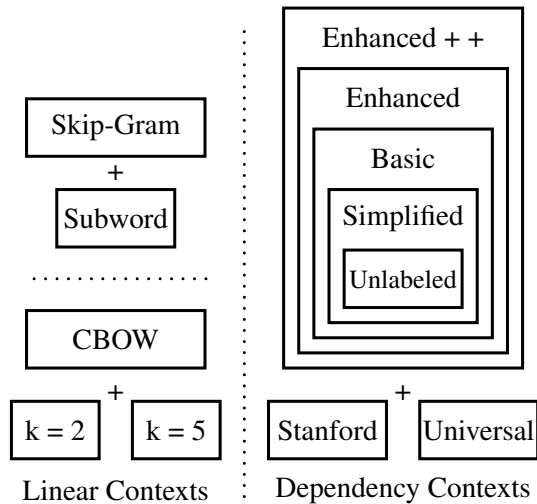 Skip-Gram
+
Subword
CBOW
+
k = 2
k = 5
Linear Contexts
Enhanced + +
Enhanced
Basic
Simplified
Unlabeled
+
Stanford
Universal
Dependency Contexts